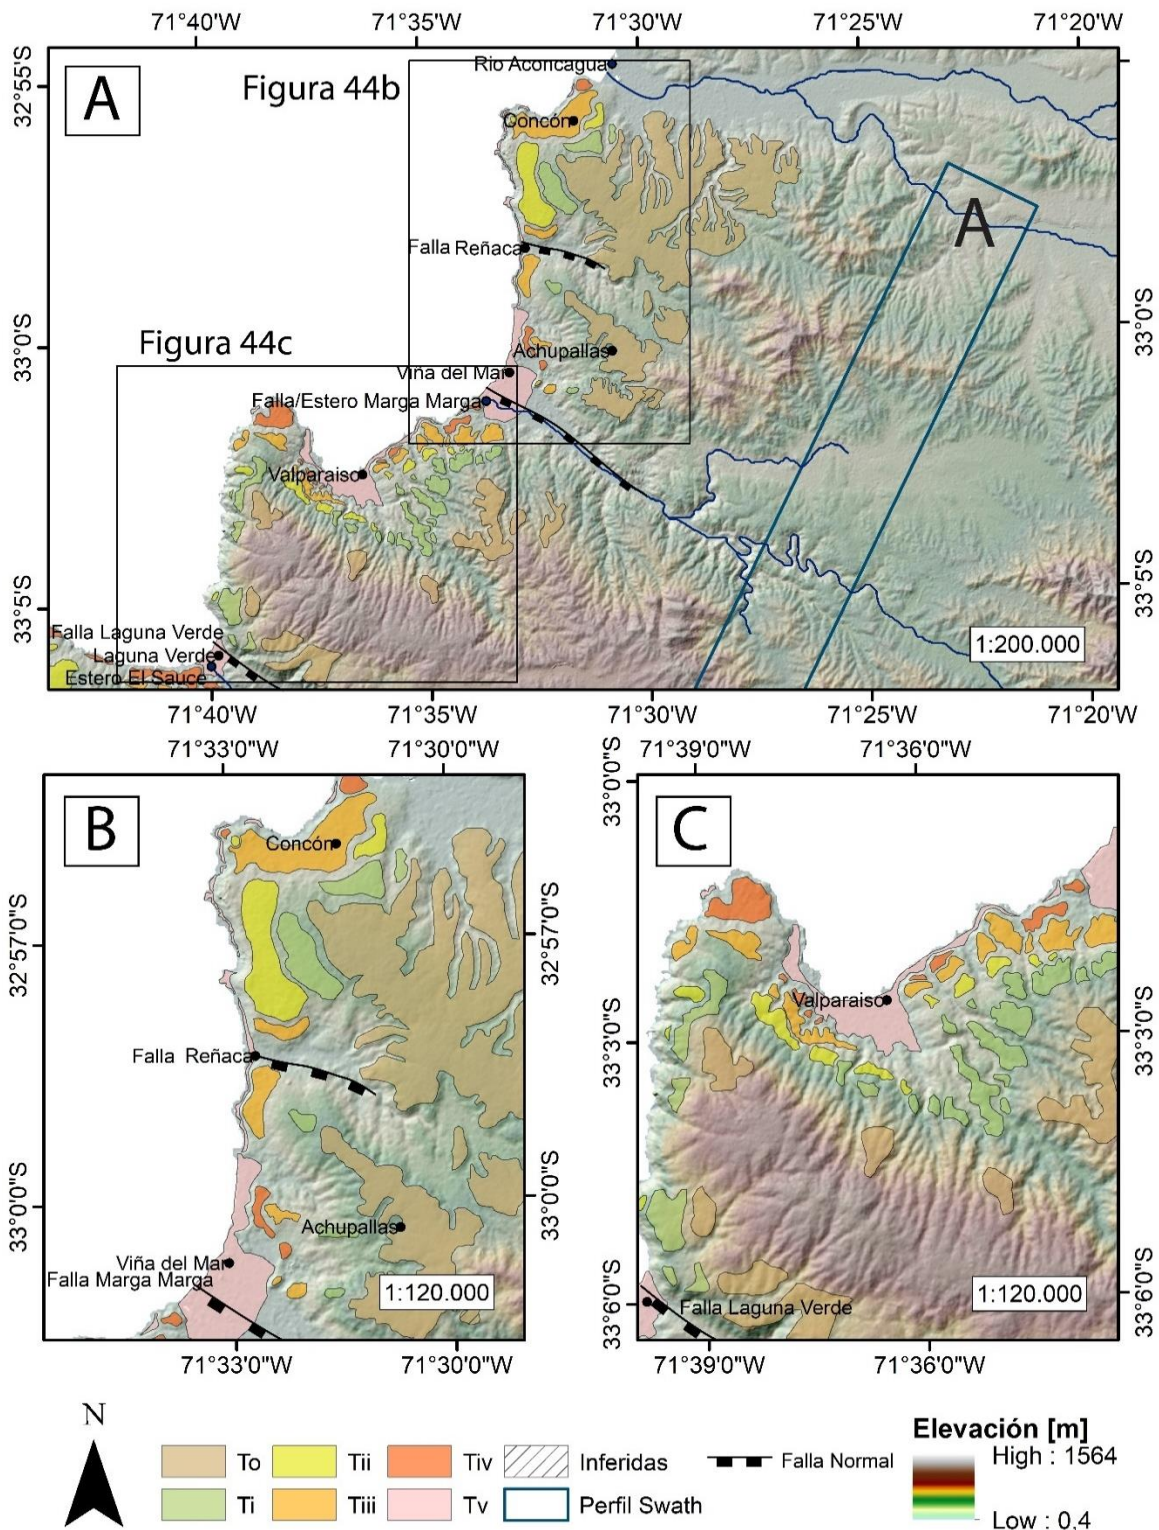 71°40'W 71°35'W 71°30'W 71°25'W 71°20'W
A
Figura 44b
Rio Aconcagua
32°55'S
Concón
A
Falla Reñaca
Figura 44c
33°0'S
33°0'S
Achupallas
Viña del Mar
Falla/Estero Marga Marga
Valparaiso
33°5'S
33°5'S
Falla Laguna Verde
Laguna Verde
Estero El Sauce
1:200.000
71°40'W 71°35'W 71°30'W 71°25'W 71°20'W
71°33'0"W 71°30'0"W
B
Concón
32°57'0"S
32°57'0"S
Falla Reñaca
33°0'0"S
33°0'0"S
Achupallas
Viña del Mar
Falla Marga Marga
1:120.000
71°33'0"W 71°30'0"W
71°39'0"W 71°36'0"W
33°0'0"S
C
Valparaiso
33°3'0"S
33°3'0"S
33°6'0"S
33°6'0"S
Falla Laguna Verde
1:120.000
71°39'0"W 71°36'0"W
N
To Tii Tiv Inferidas Falla Normal
Ti Tiii Tv Perfil Swath
Elevación [m]
High : 1564
Low : 0,4